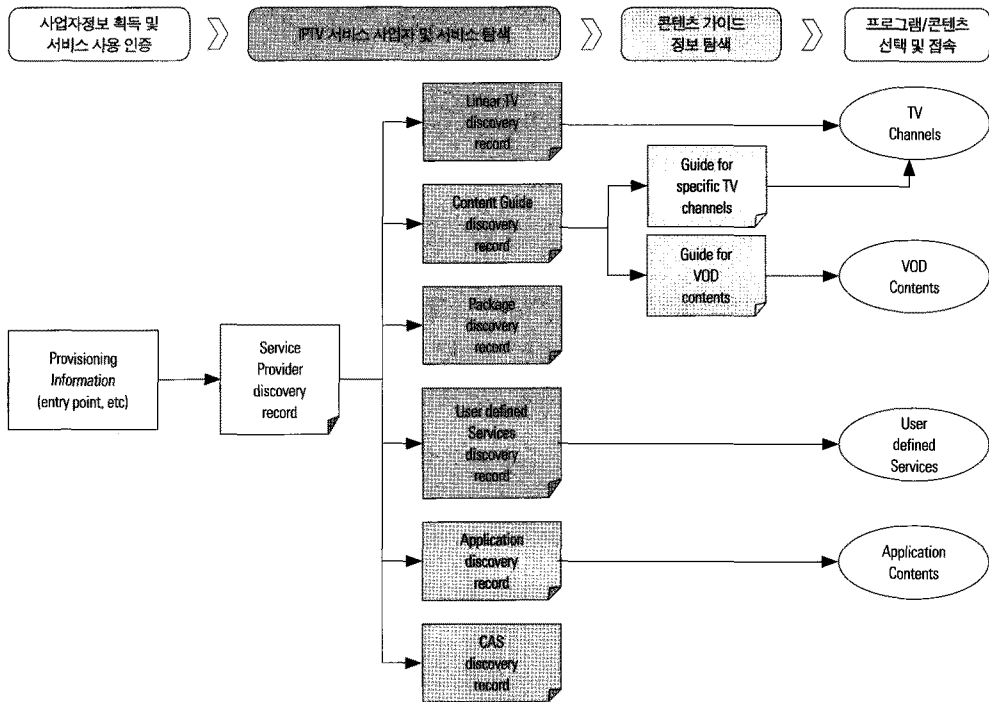 사업자정보 획득 및
서비스 사용 인증
IPTV 서비스 사업자 및 서비스 탐색
콘텐츠 가이드
정보 탐색
프로그램/콘텐츠
선택 및 접속
Linear TV
discovery
record
TV
Channels
Guide for
specific TV
channels
Content Guide
discovery
record
Guide for
VOD
contents
VOD
Contents
Package
discovery
record
Provisioning
Information
(entry point, etc)
Service
Provider
discovery
record
User defined
Services
discovery
record
User
defined
Services
Application
discovery
record
Application
Contents
CAS
discovery
record